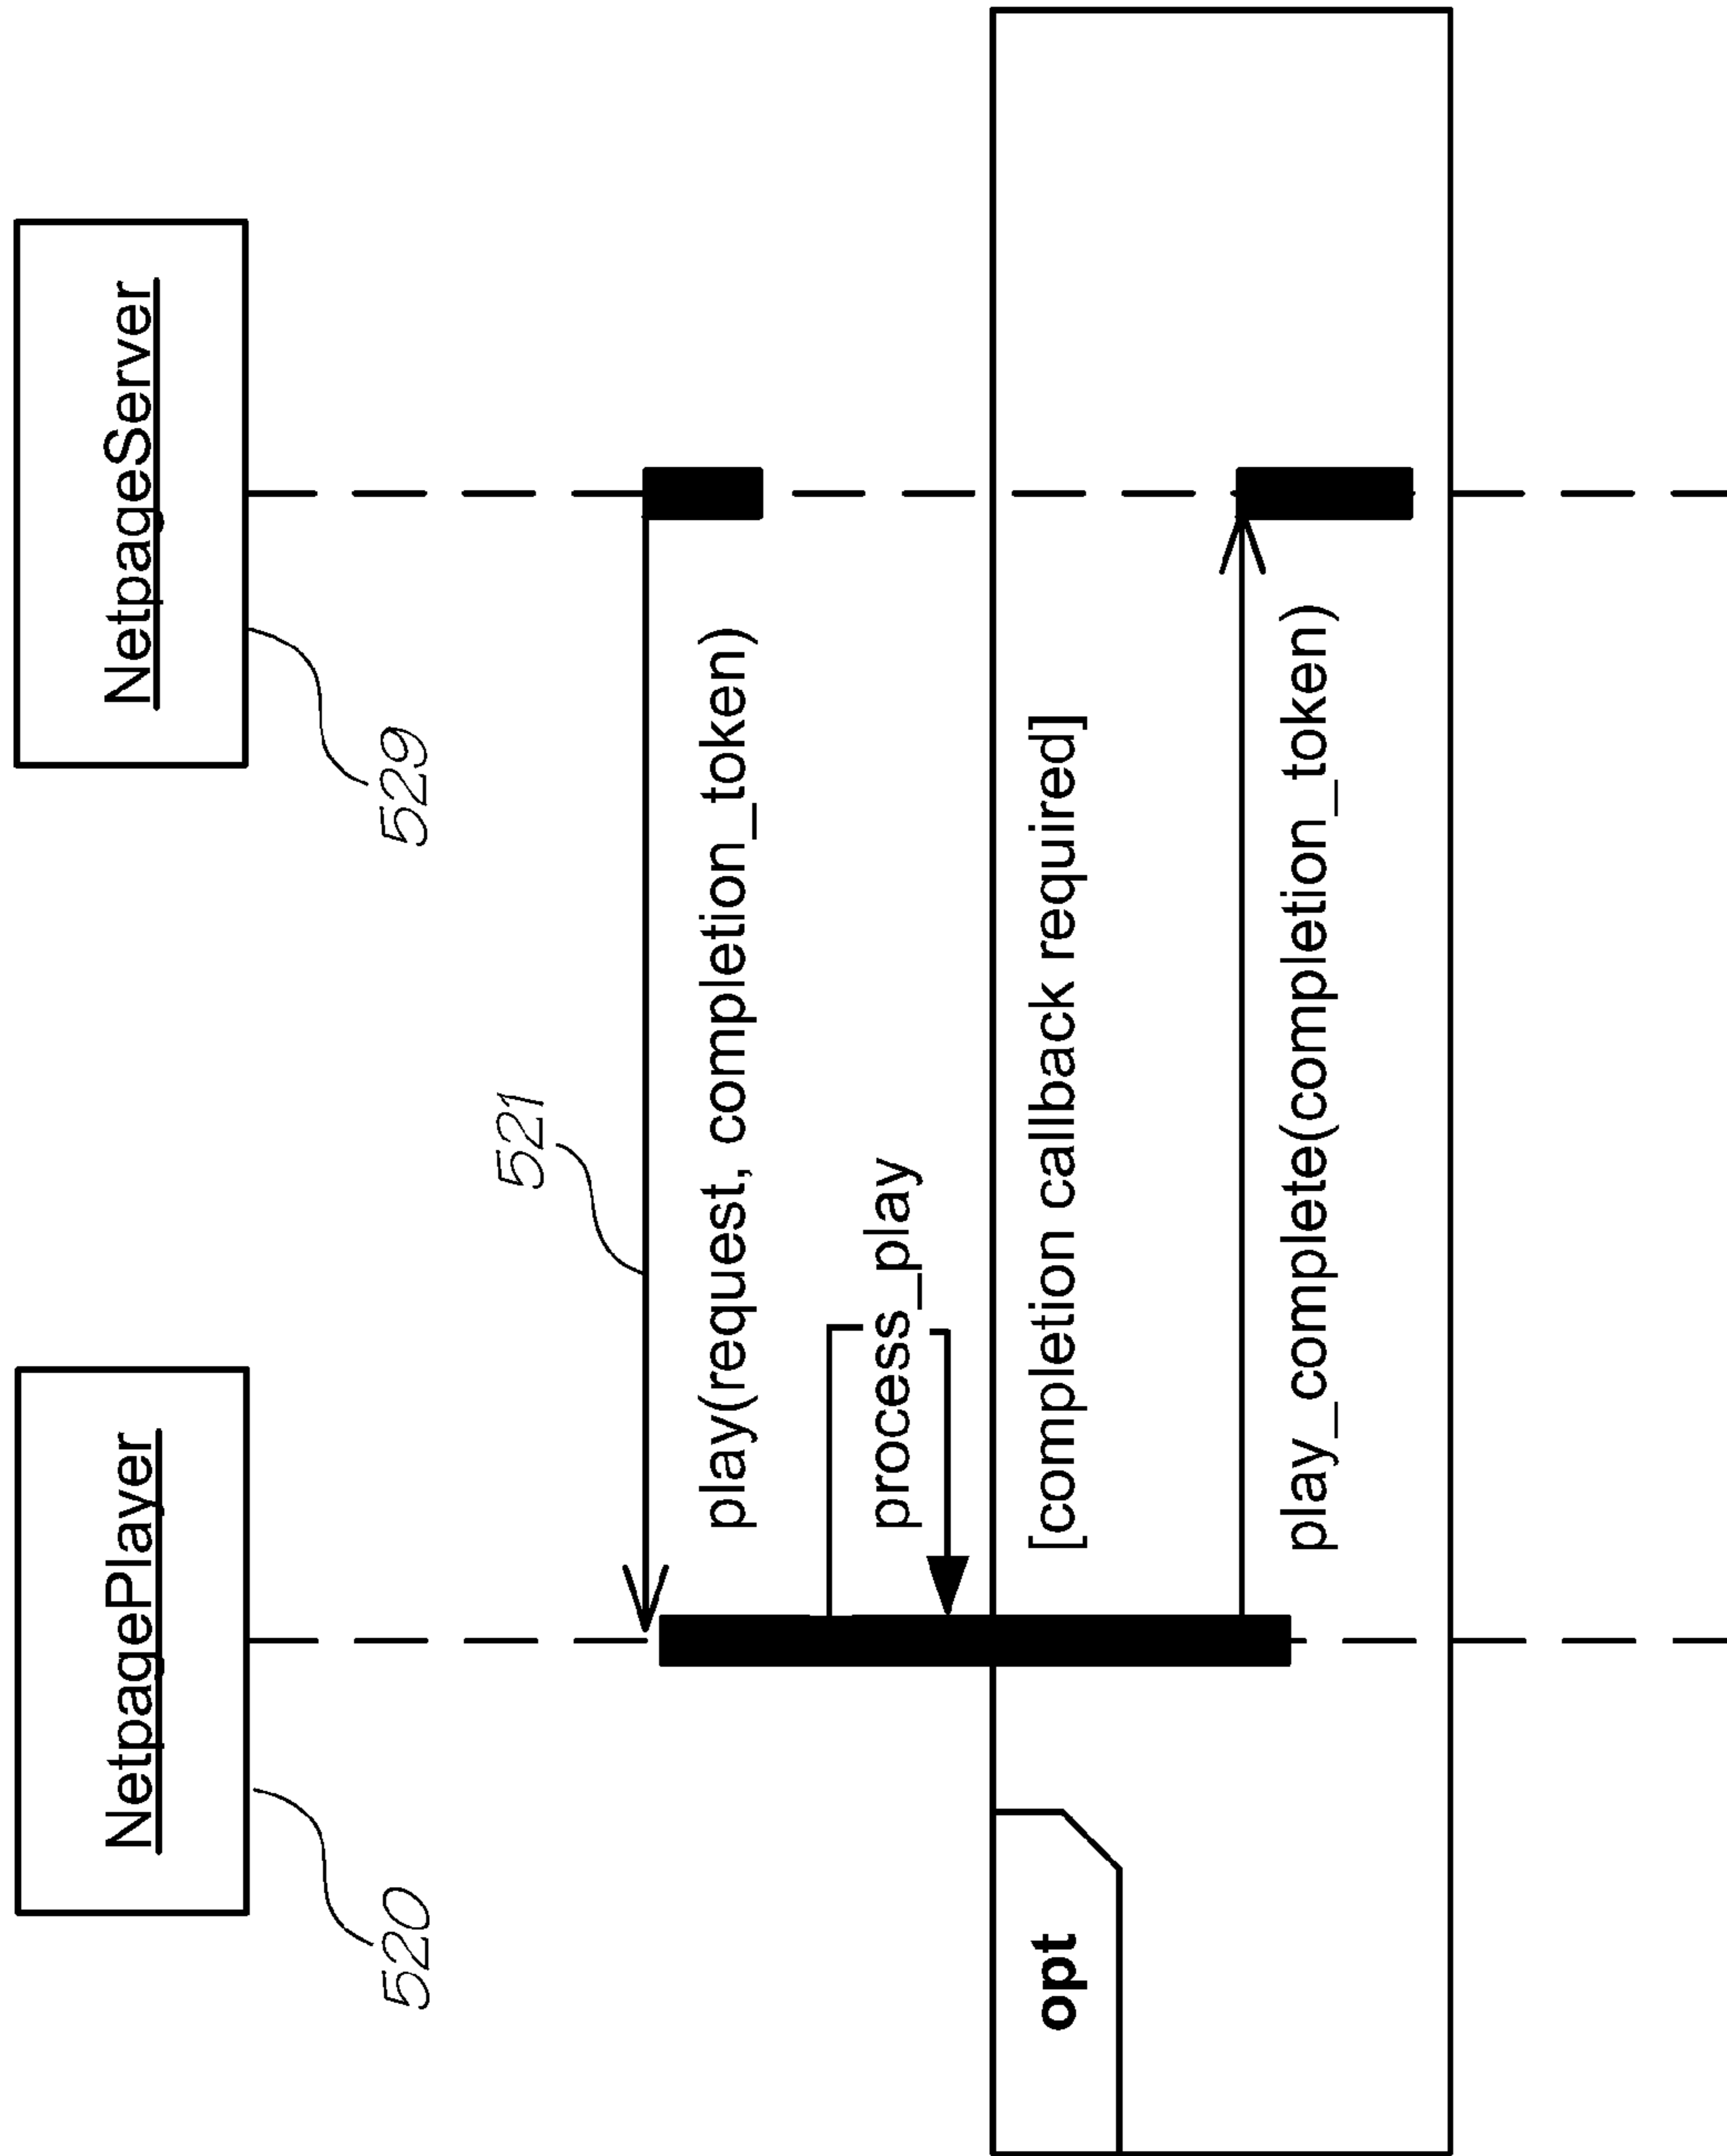 NetpagePlayer
NetpageServer
520
529
521
play(request, completion_token)
process_play
opt
[completion callback required]
play_complete(completion_token)